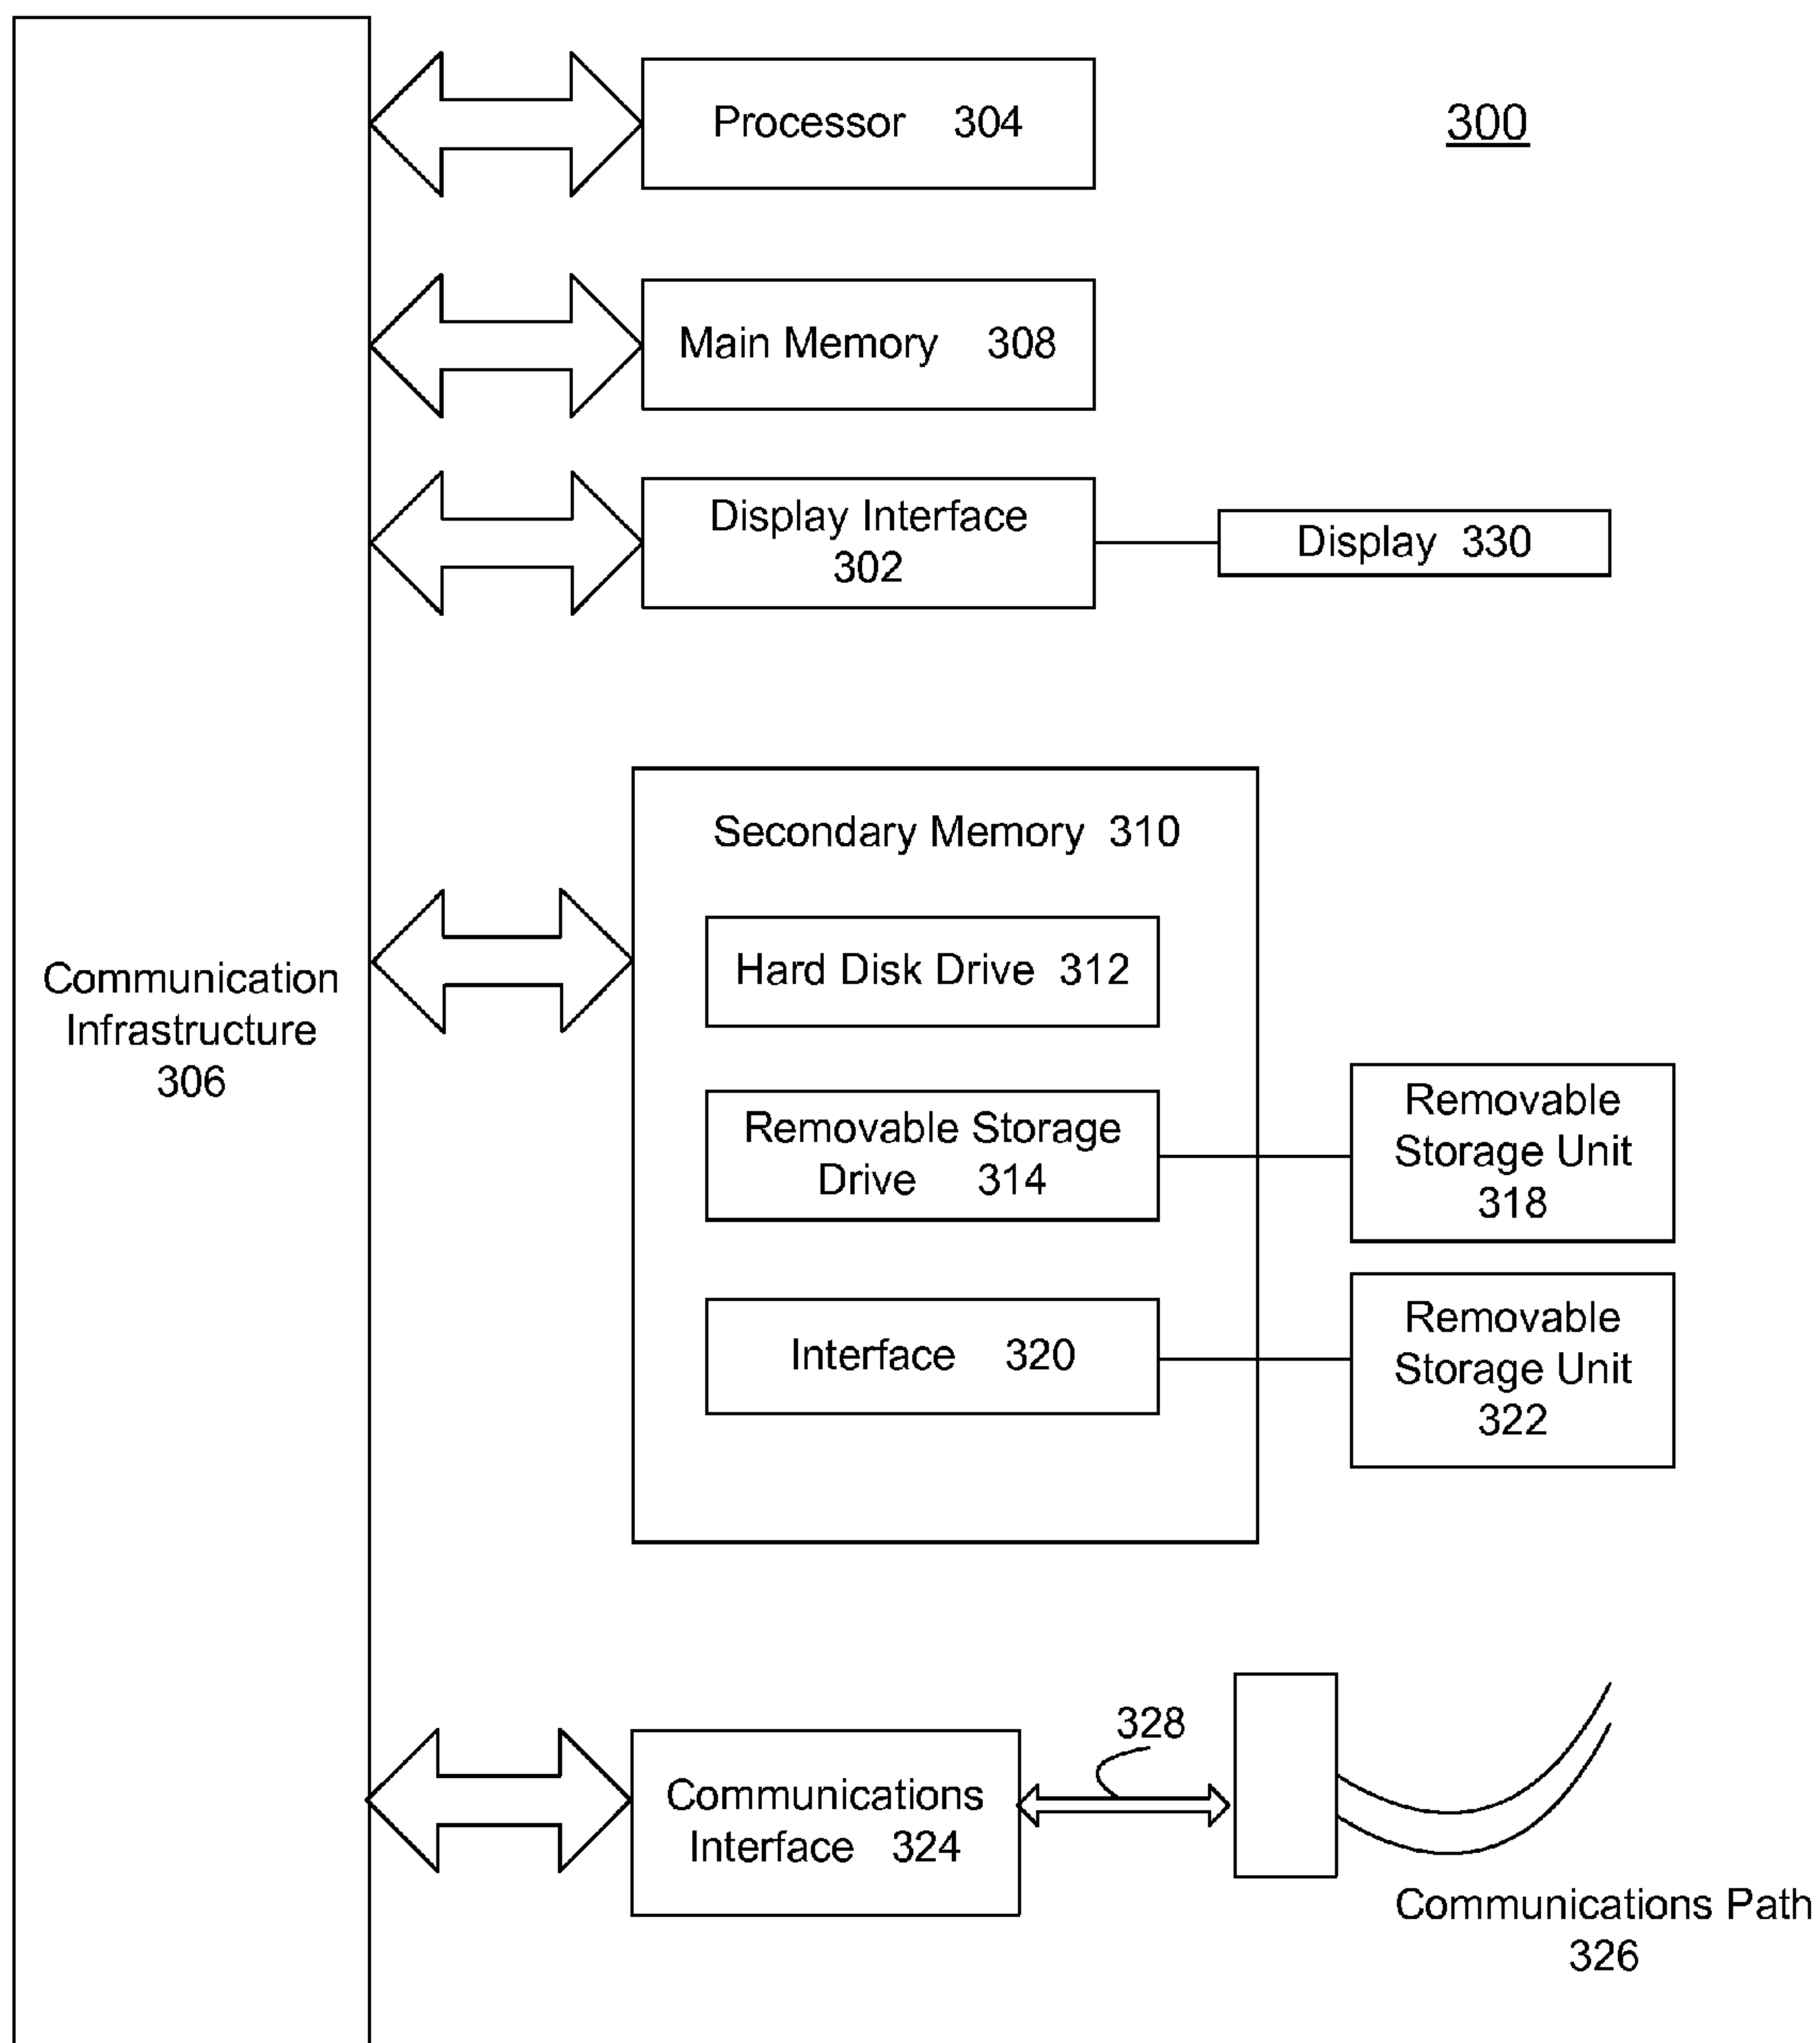 300
Processor 304
Main Memory 308
Display Interface
302
Display 330
Secondary Memory 310
Hard Disk Drive 312
Communication
Infrastructure
306
Removable Storage
Drive 314
Removable
Storage Unit
318
Interface 320
Removable
Storage Unit
322
328
Communications
Interface 324
Communications Path
326